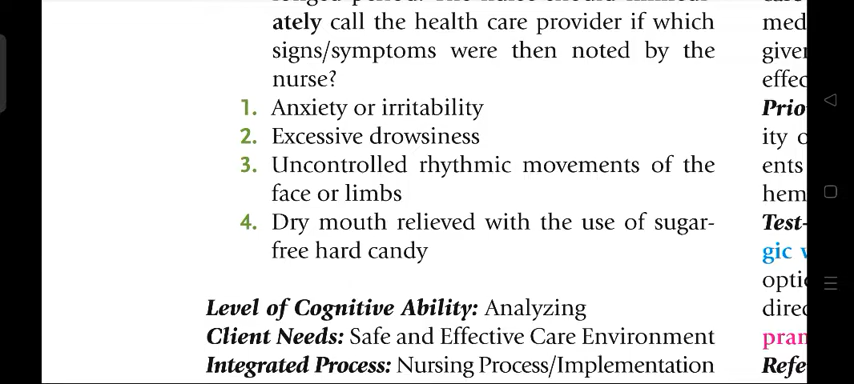 ately call the health care provider if which
signs/symptoms were then noted by the
nurse?
1. Anxiety or irritability
2. Excessive drowsiness
3. Uncontrolled rhythmic movements of the
face or limbs
4. Dry mouth relieved with the use of sugar-
free hard candy
Level of Cognitive Ability: Analyzing
Client Needs: Safe and Effective Care Environment
Integrated Process: Nursing Process/Implementation
med
given
effec
Prio
ity o
ents
hem
Test-
gic
optio
direc
pran
Refe